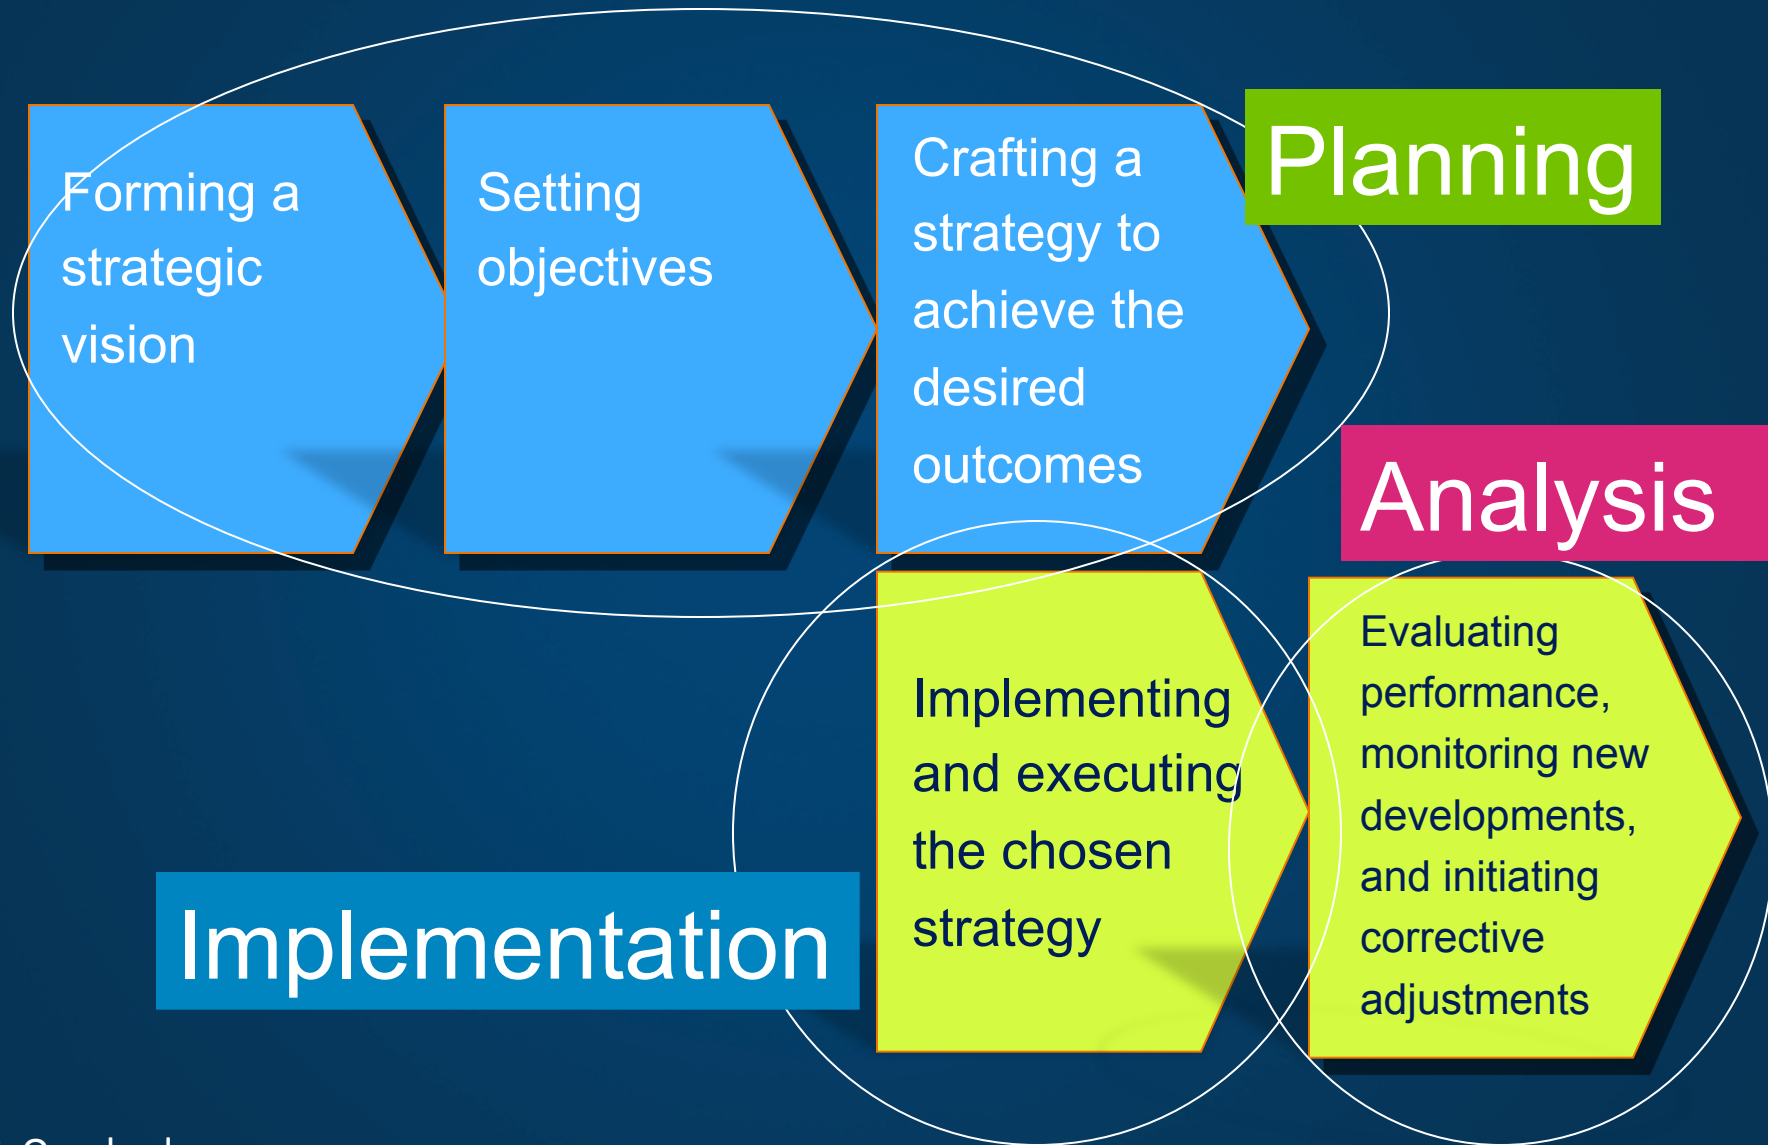 Forming a
strategic
vision
Setting
objectives
Crafting a
strategy to
achieve the
desired
outcomes
Planning
Analysis
Implementing
and executing
the chosen
strategy
Implementation
Evaluating
performance,
monitoring new
developments,
and initiating
corrective
adjustments